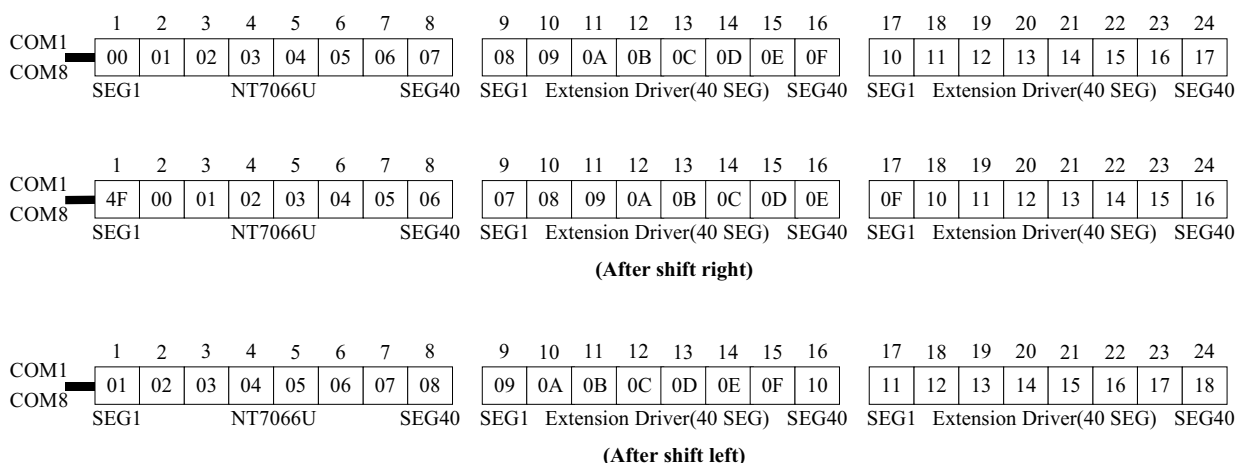 1 2 3 4 5 6 7 8 9 10 11 12 13 14 15 16 17 18 19 20 21 22 23 24
COM1
00 01 02 03 04 05 06 07 08 09 0A 0B 0C 0D 0E 0F 10 11 12 13 14 15 16 17
COM8
SEG1 NT7066U SEG40 SEG1 Extension Driver(40 SEG) SEG40 SEG1 Extension Driver(40 SEG) SEG40
1 2 3 4 5 6 7 8 9 10 11 12 13 14 15 16 17 18 19 20 21 22 23 24
COM1
4F 00 01 02 03 04 05 06 07 08 09 0A 0B 0C 0D 0E 0F 10 11 12 13 14 15 16
COM8
SEG1 NT7066U SEG40 SEG1 Extension Driver(40 SEG) SEG40 SEG1 Extension Driver(40 SEG) SEG40
(After shift right)
1 2 3 4 5 6 7 8 9 10 11 12 13 14 15 16 17 18 19 20 21 22 23 24
COM1
01 02 03 04 05 06 07 08 09 0A 0B 0C 0D 0E 0F 10 11 12 13 14 15 16 17 18
COM8
SEG1 NT7066U SEG40 SEG1 Extension Driver(40 SEG) SEG40 SEG1 Extension Driver(40 SEG) SEG40
(After shift left)